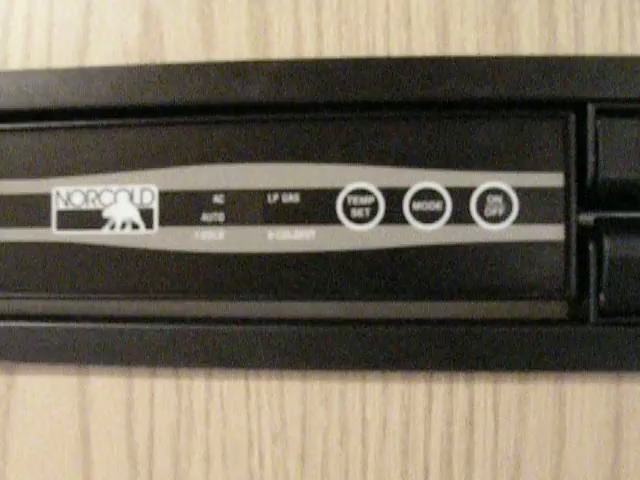 NORCOLD
AC
LP GAS
AUTO
TEMP
SET
MODE
ON
OFF